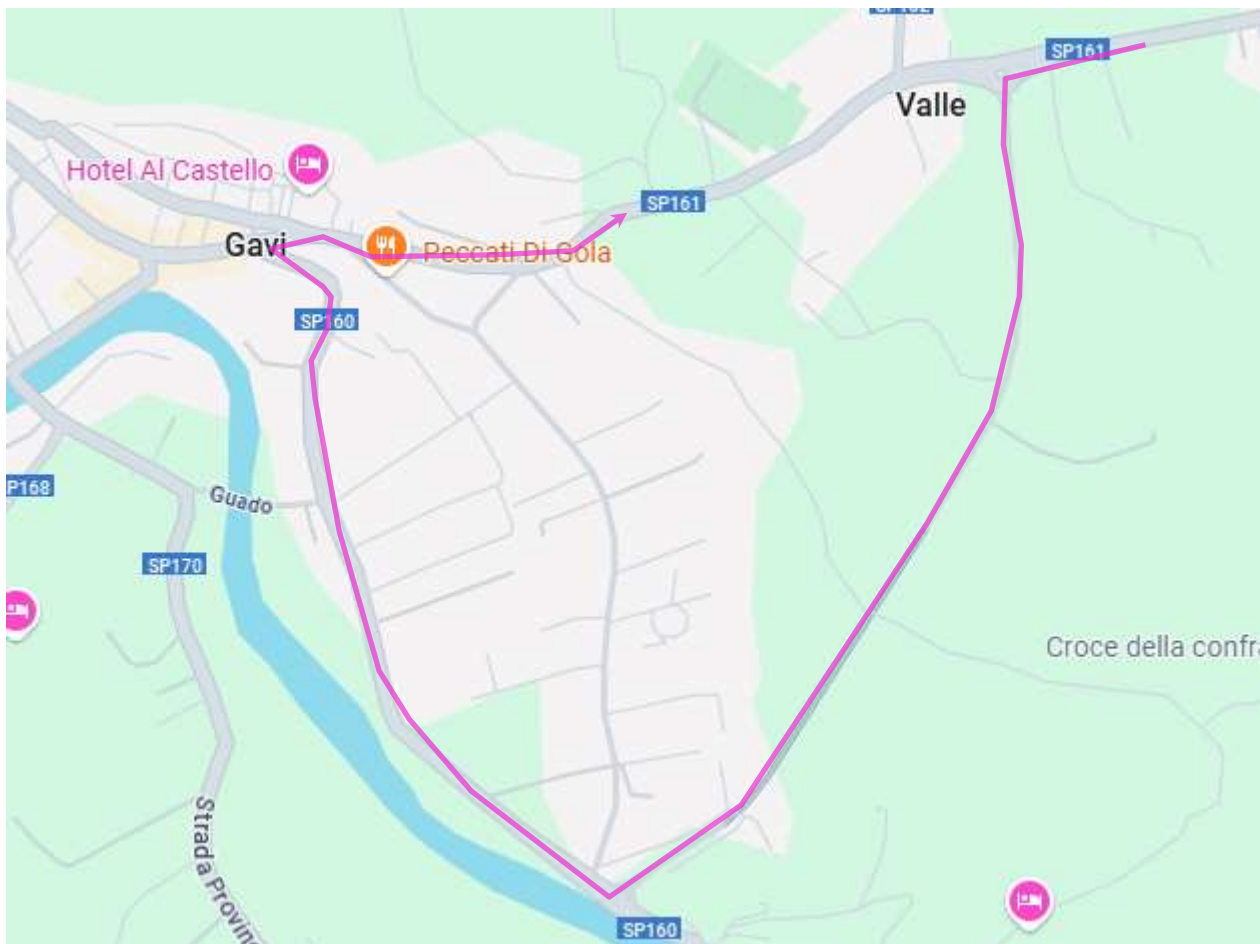 SP161
Valle
Hotel Al Castello
SP161
Gavi
Peccati Di Gola
SP160
P168
Guado
SP170
Croce della confra
Strada Provinc
SP160